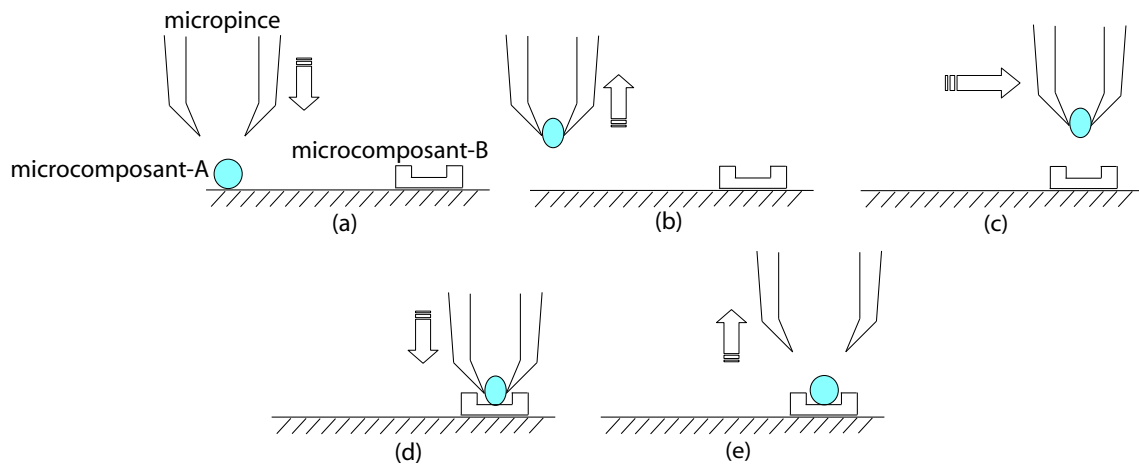 micropince
microcomposant-A
microcomposant-B
(a)
(b)
(c)
(d)
(e)